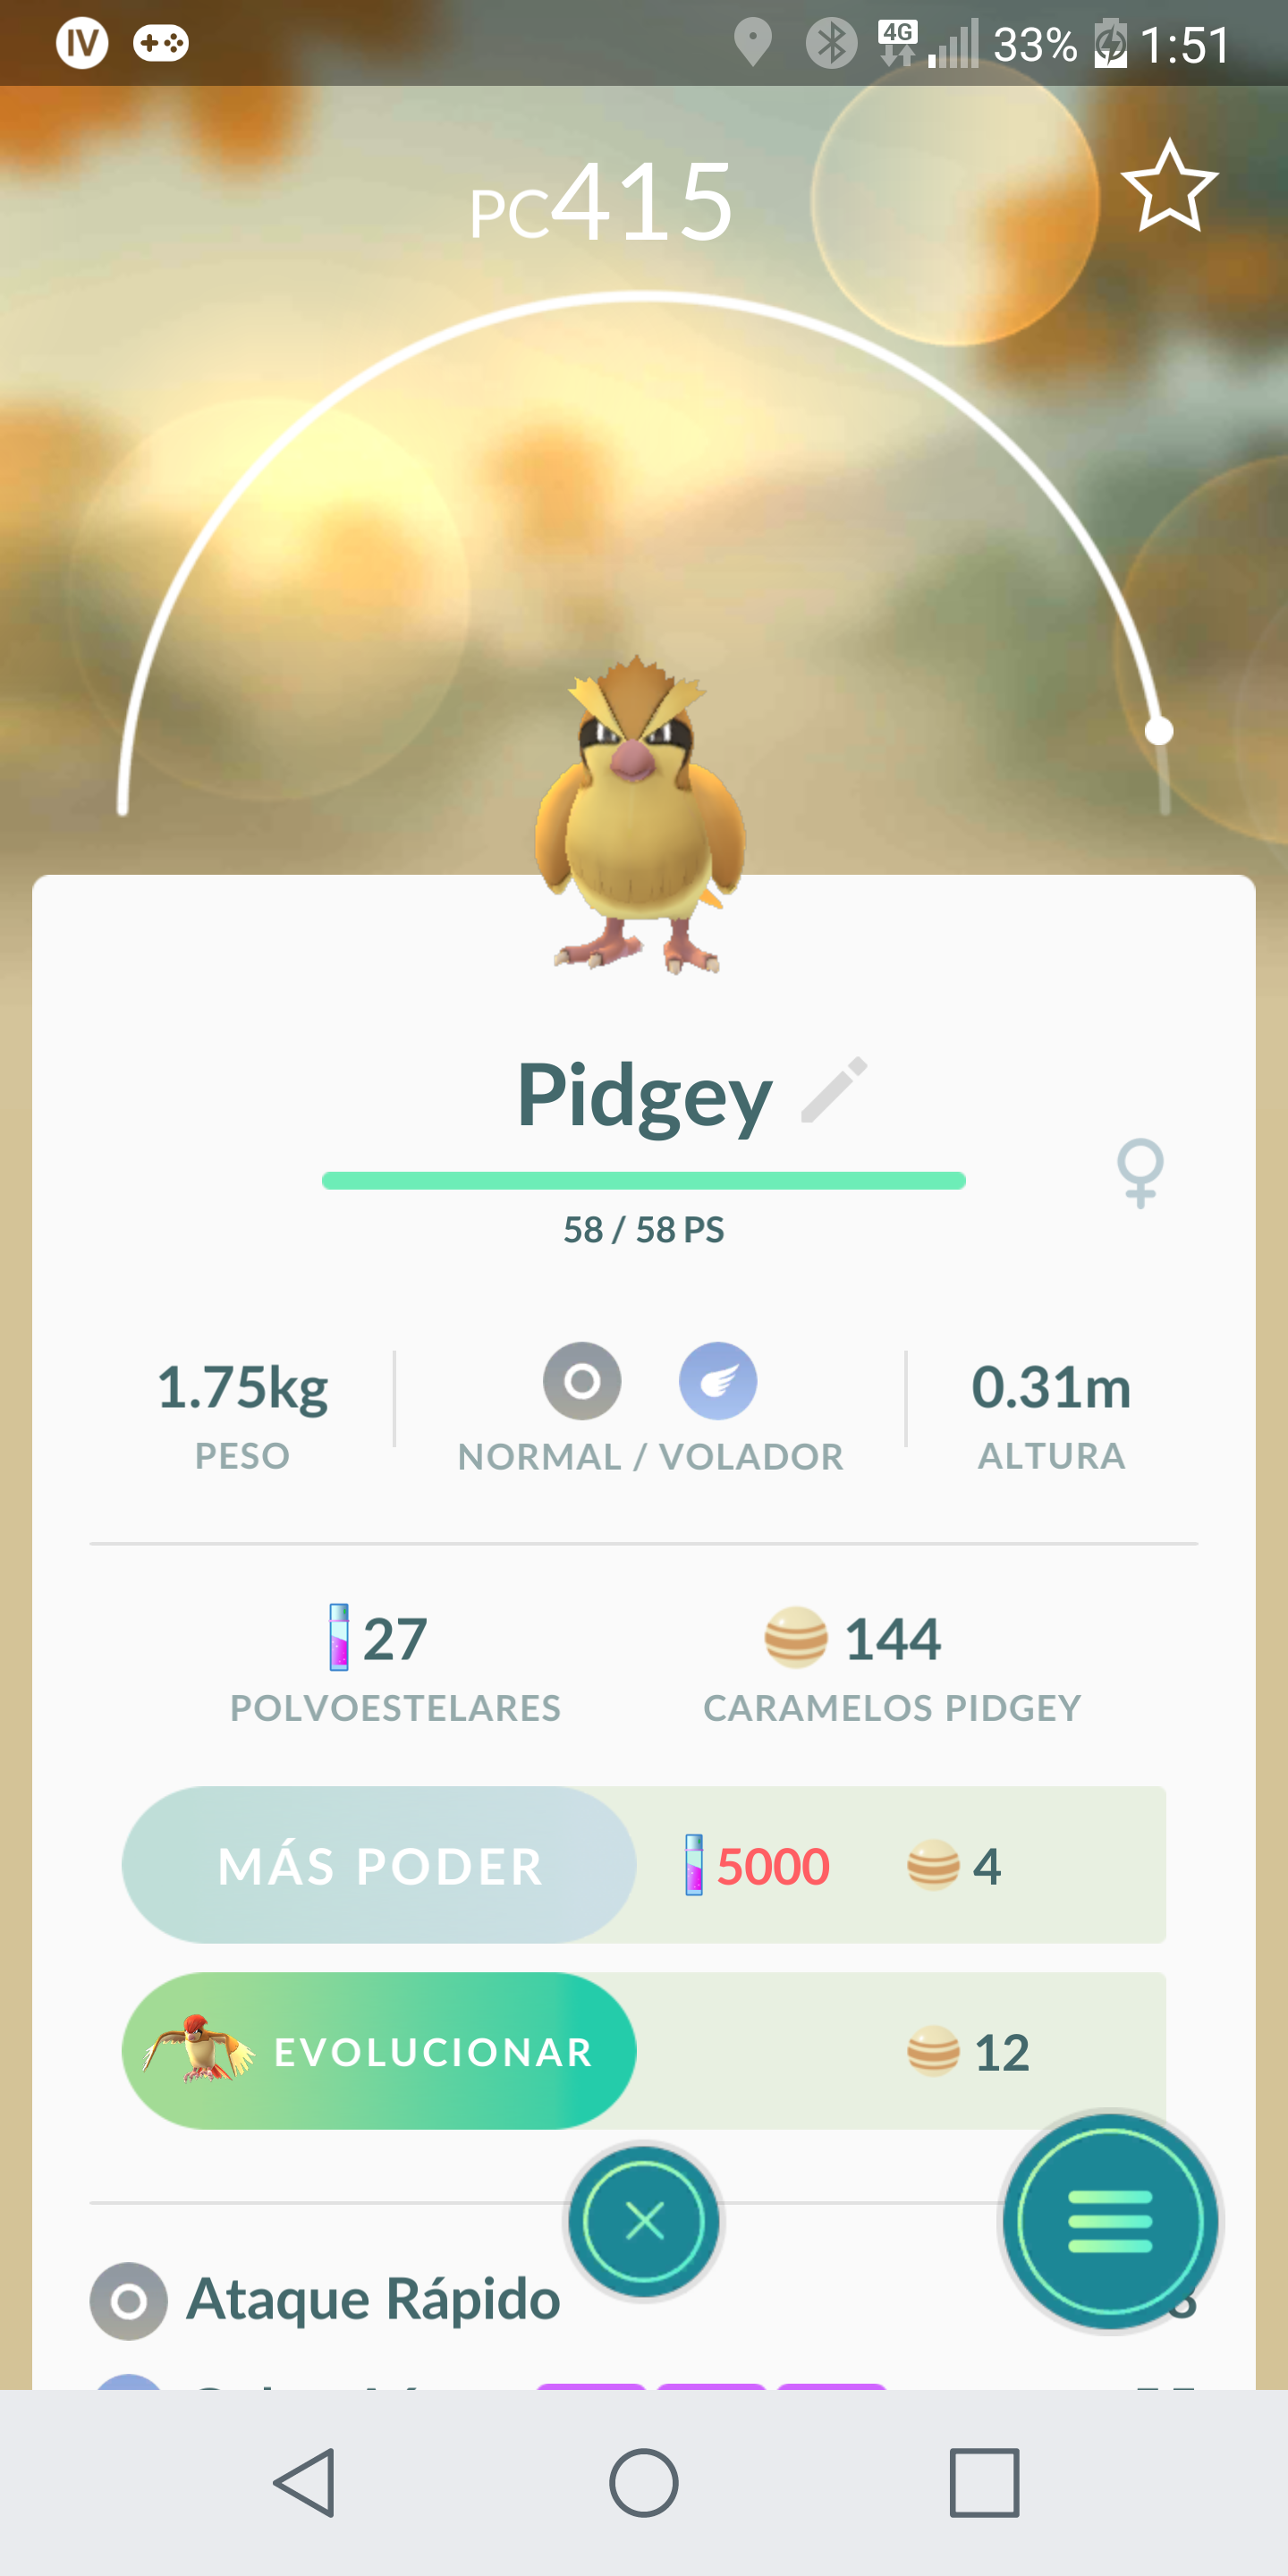 IV 4G 33% 1:51
PC415
Pidgey
58 / 58 PS
1.75kg NORMAL / VOLADOR 0.31m
PESO ALTURA
27 144
POLVOESTELARES CARAMELOS PIDGEY
MÁS PODER 5000 4
EVOLUCIONAR 12
Ataque Rápido